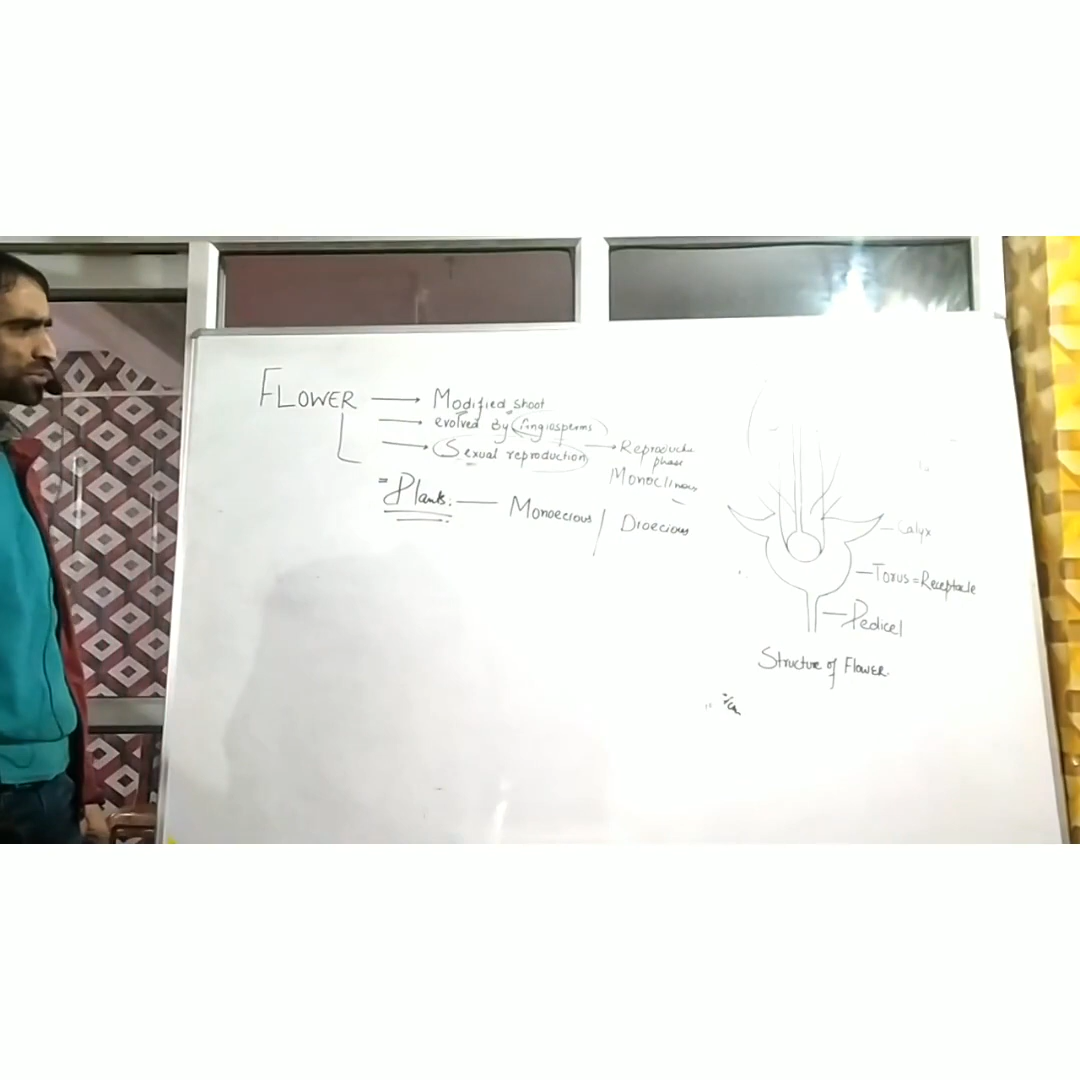 FLOWER → Modified shoot
→ evolved By Angiosperms
→ Sexual reproduction → Reproductive phase
Monoclinous
= Plants. — Monoecious / Dioecious
Calyx
Torus = Receptacle
Pedicel
Structure of Flower.